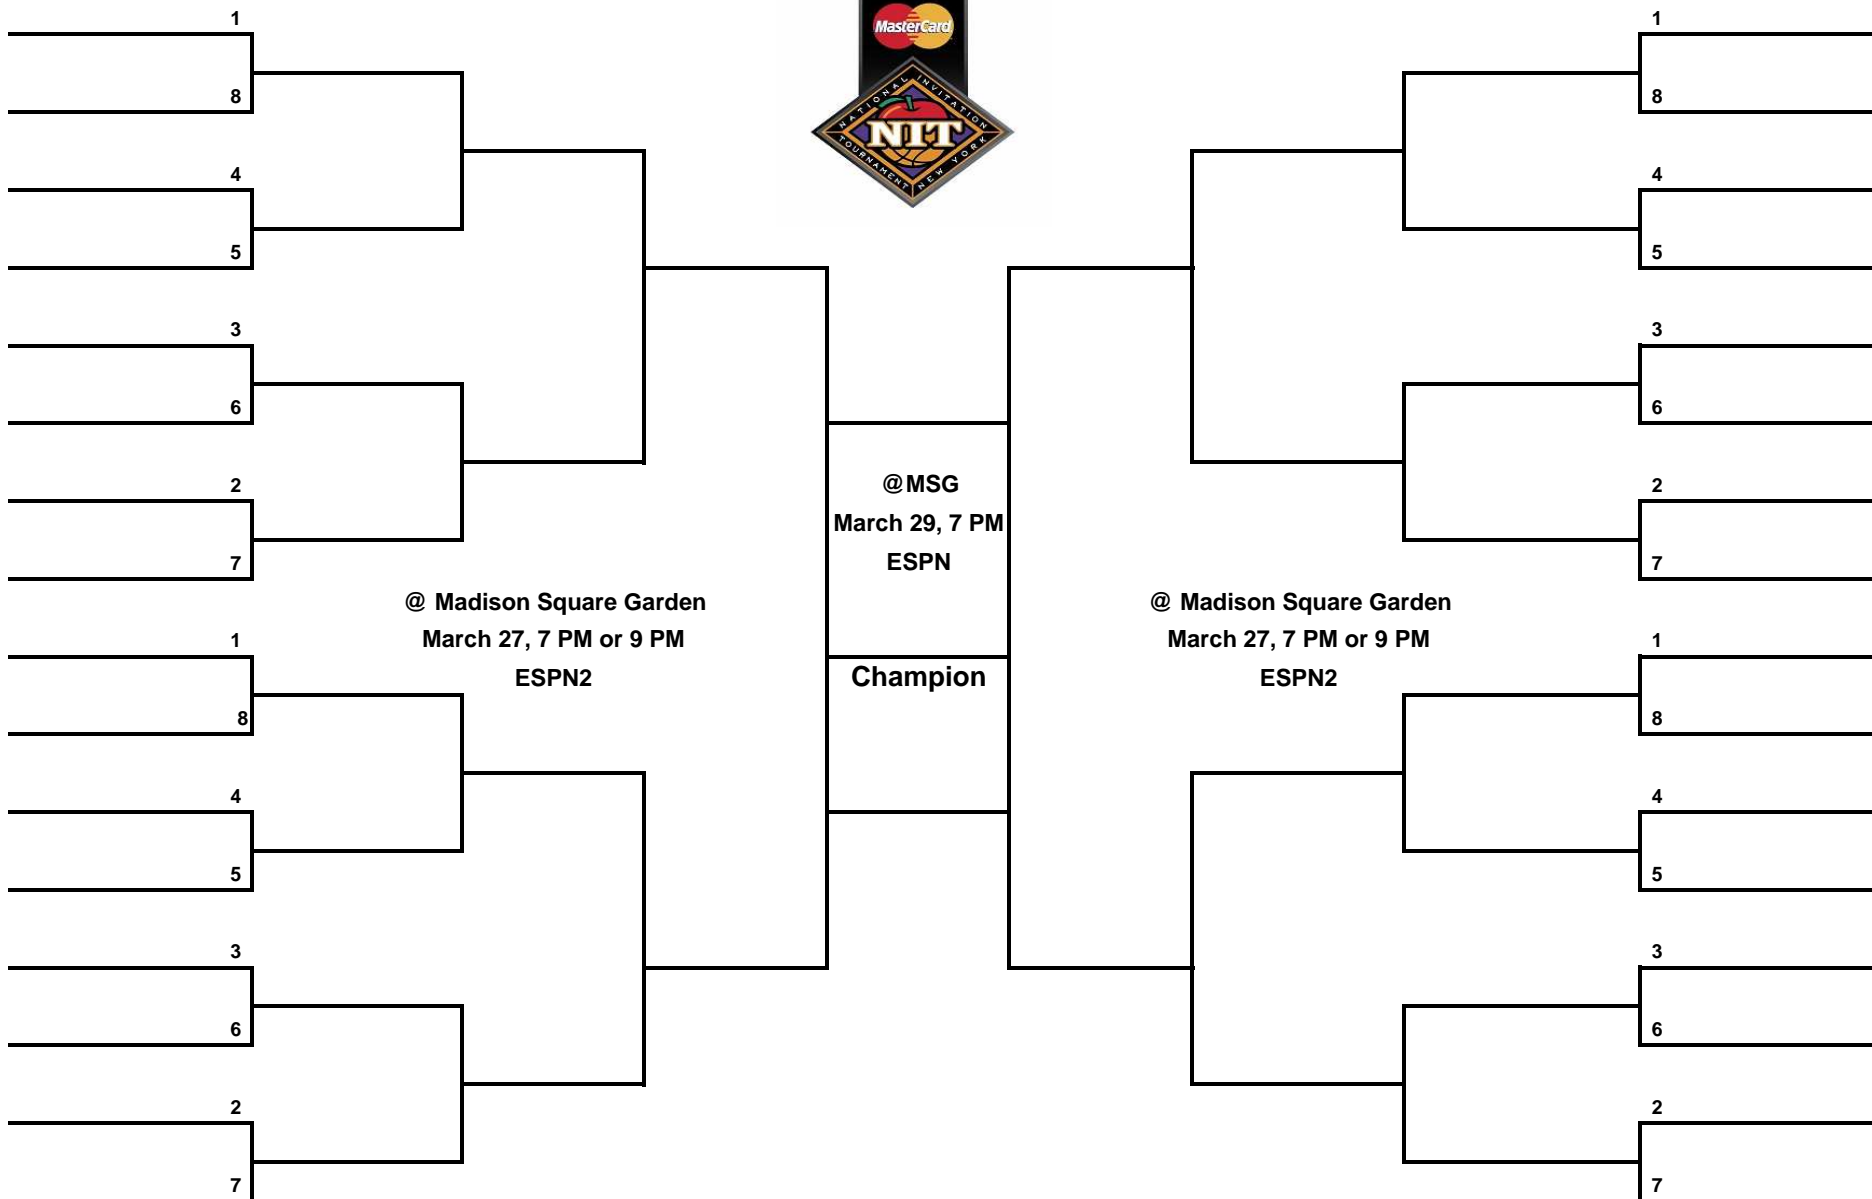 MasterCard
NATIONAL INVITATION
TOURNAMENT NEW YORK
NIT
1
8
4
5
3
6
2
7
1
8
4
5
3
6
2
7
@ Madison Square Garden
March 27, 7 PM or 9 PM
ESPN2
@MSG
March 29, 7 PM
ESPN
Champion
@ Madison Square Garden
March 27, 7 PM or 9 PM
ESPN2
1
8
4
5
3
6
2
7
1
8
4
5
3
6
2
7